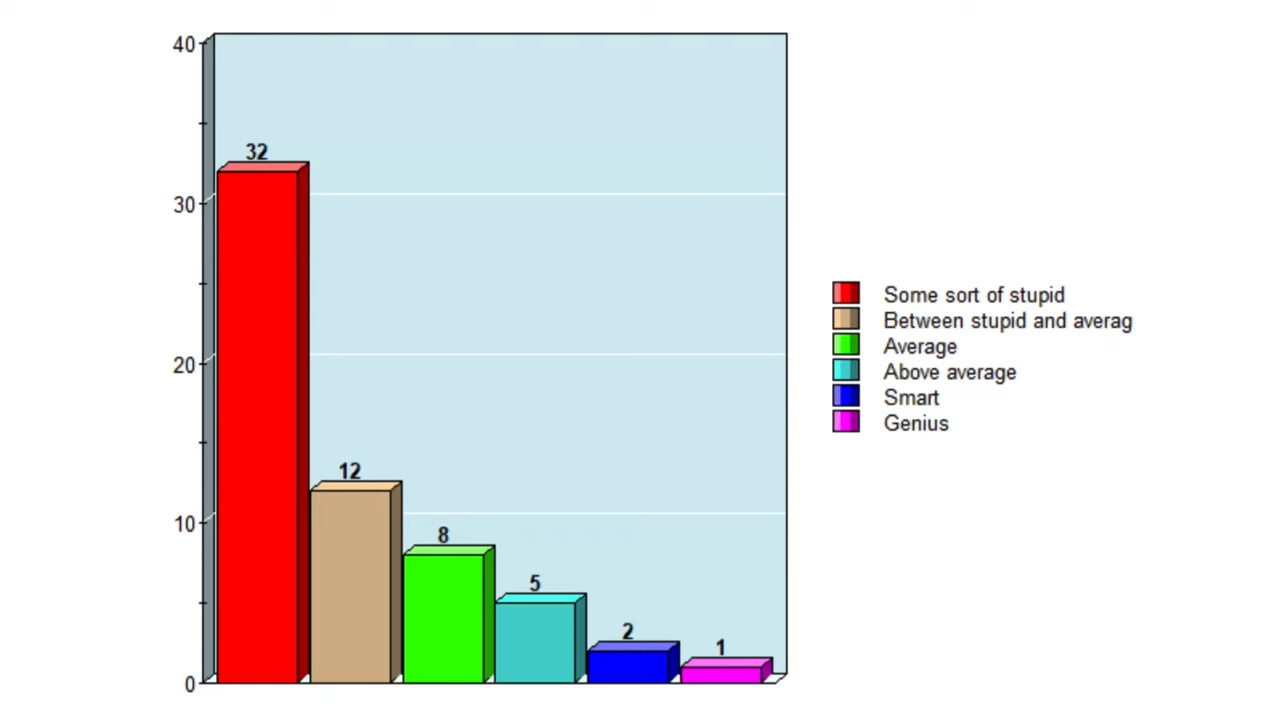 40
30
20
10
0
32
12
8
5
2
1
Some sort of stupid
Between stupid and averag
Average
Above average
Smart
Genius